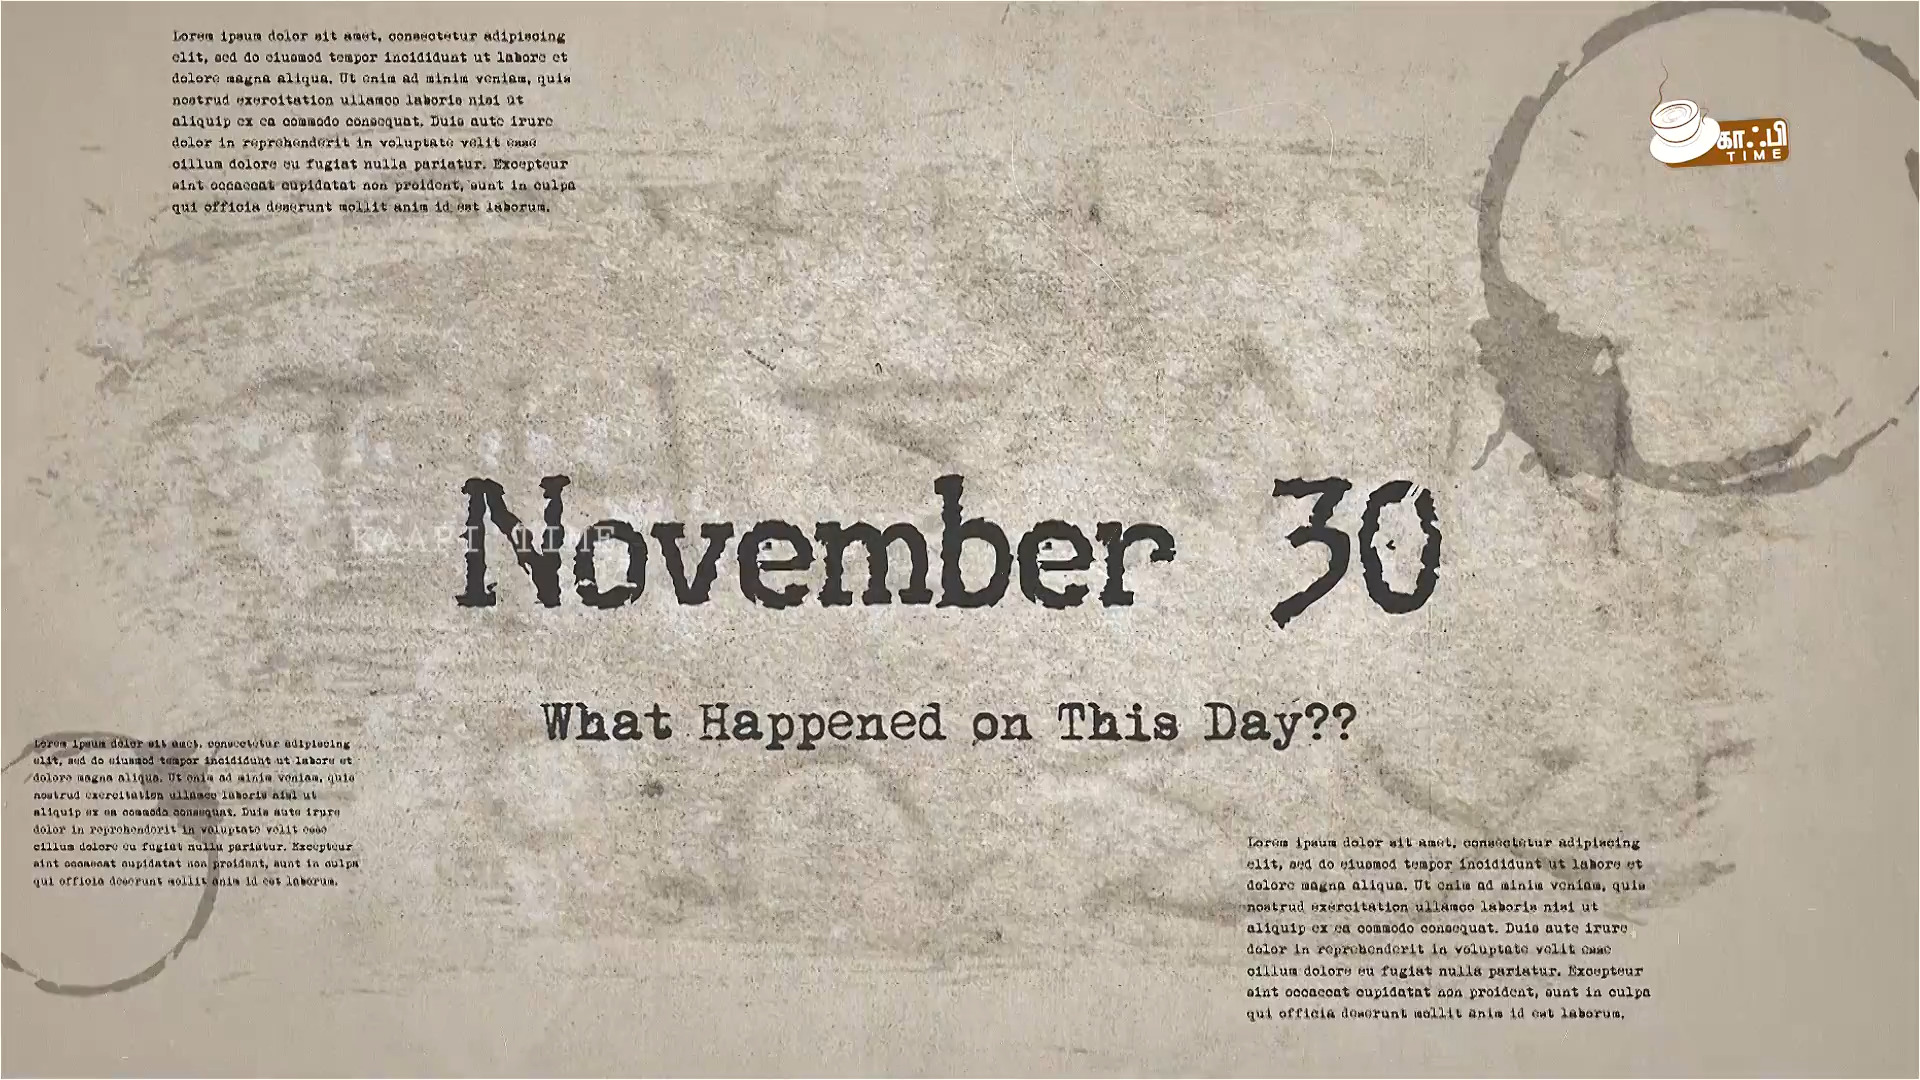 Lorem ipsum dolor sit amet, consectetur adipiscing
elit, sed do eiusmod tempor incididunt ut labore et
dolore magna aliqua. Ut enim ad minim veniam, quis
nostrud exercitation ullamco laboris nisi ut
aliquip ex ea commodo consequat. Duis aute irure
dolor in reprehenderit in voluptate velit esse
cillum dolore eu fugiat nulla pariatur. Excepteur
sint occaecat cupidatat non proident, sunt in culpa
qui officia deserunt mollit anim id est laborum.
காஃபி
TIME
KAAPI TIME
November 30
What Happened on This Day??
Lorem ipsum dolor sit amet, consectetur adipiscing
elit, sed do eiusmod tempor incididunt ut labore et
dolore magna aliqua. Ut enim ad minim veniam, quis
nostrud exercitation ullamco laboris nisi ut
aliquip ex ea commodo consequat. Duis aute irure
dolor in reprehenderit in voluptate velit esse
cillum dolore eu fugiat nulla pariatur. Excepteur
sint occaecat cupidatat non proident, sunt in culpa
qui officia deserunt mollit anim id est laborum.
Lorem ipsum dolor sit amet, consectetur adipiscing
elit, sed do eiusmod tempor incididunt ut labore et
dolore magna aliqua. Ut enim ad minim veniam, quis
nostrud exercitation ullamco laboris nisi ut
aliquip ex ea commodo consequat. Duis aute irure
dolor in reprehenderit in voluptate velit esse
cillum dolore eu fugiat nulla pariatur. Excepteur
sint occaecat cupidatat non proident, sunt in culpa
qui officia deserunt mollit anim id est laborum.